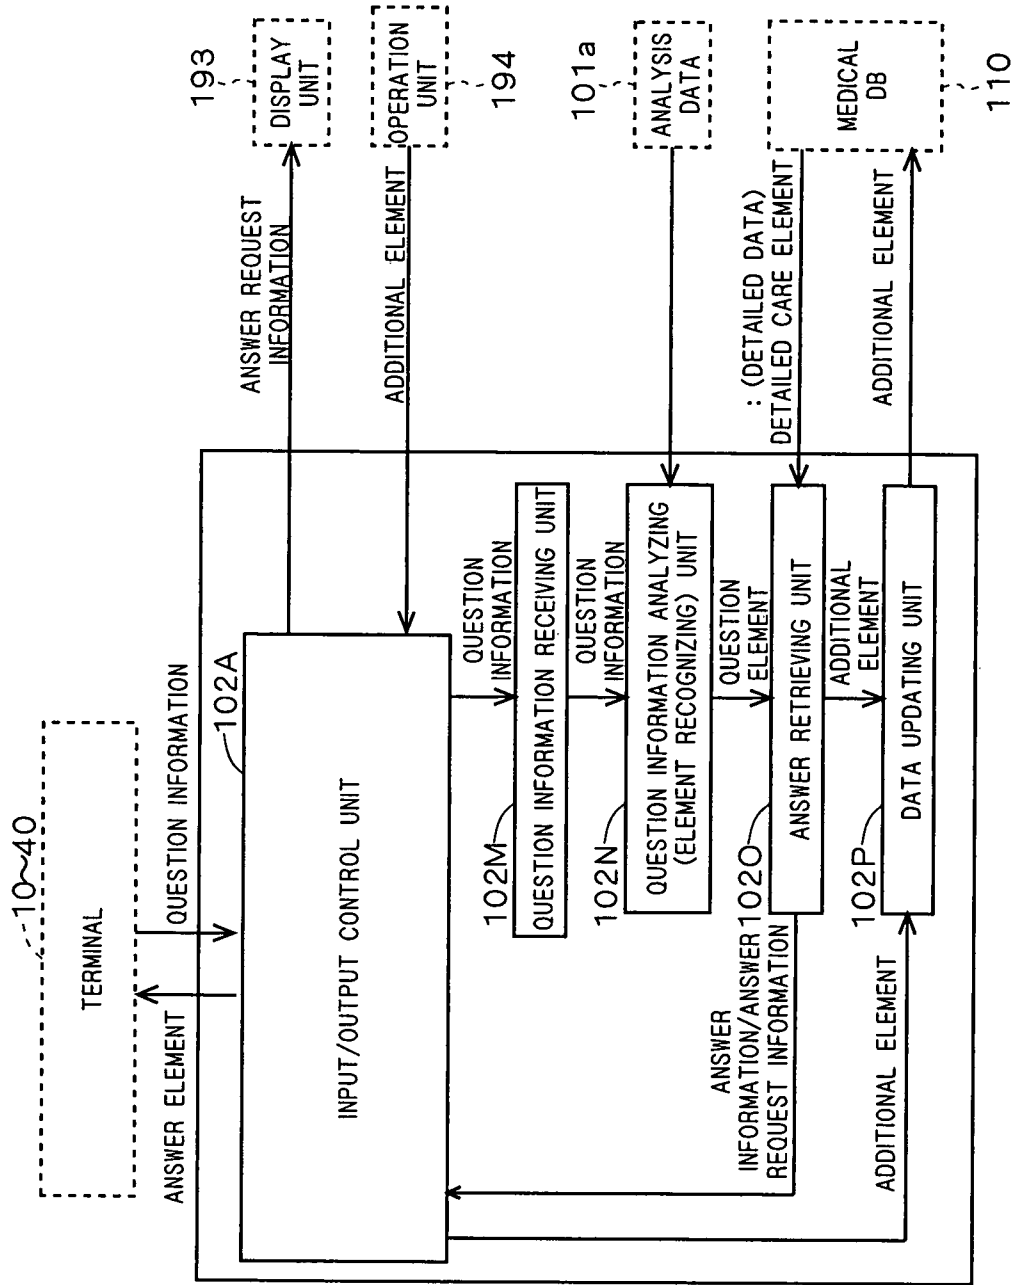 10~40
TERMINAL
QUESTION INFORMATION
ANSWER ELEMENT
102A
INPUT/OUTPUT CONTROL UNIT
ANSWER REQUEST
INFORMATION
193
DISPLAY
UNIT
ADDITIONAL ELEMENT
OPERATION
UNIT
194
QUESTION
INFORMATION
102M
QUESTION INFORMATION RECEIVING UNIT
QUESTION
INFORMATION
102N
QUESTION INFORMATION ANALYZING
(ELEMENT RECOGNIZING) UNIT
101a
ANALYSIS
DATA
QUESTION
ELEMENT
ANSWER
INFORMATION/ANSWER
REQUEST INFORMATION
102O
ANSWER RETRIEVING UNIT
: (DETAILED DATA)
DETAILED CARE ELEMENT
MEDICAL
DB
110
ADDITIONAL
ELEMENT
ADDITIONAL ELEMENT
102P
DATA UPDATING UNIT
ADDITIONAL ELEMENT